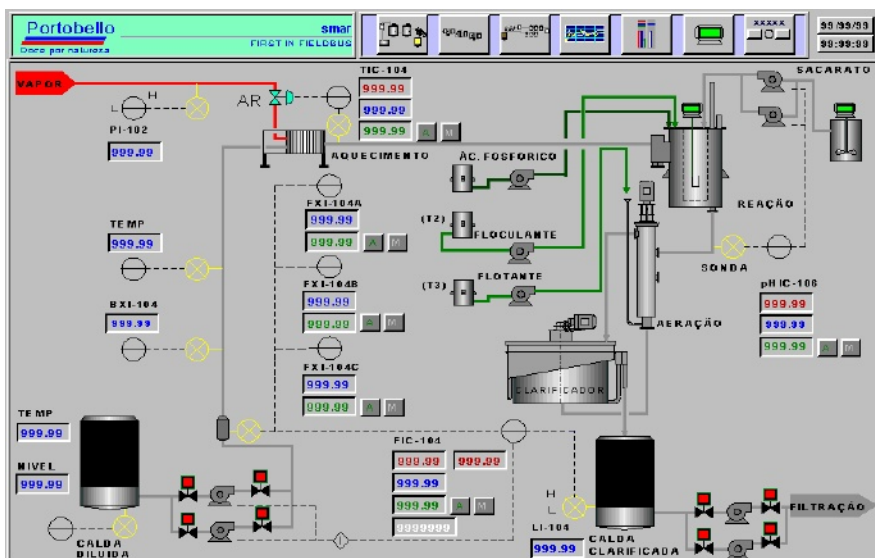 Portobello
Doce por natureza
smar
FIRST IN FIELDBUS
XXXXX
99/99/99
99:99:99
VAPOR
L H
PI-102
999.99
AR
TIC-104
999.99
999.99
999.99 A M
AQUECIMENTO
SACARATO
ÁC. FOSFÓRICO
REAÇÃO
TEMP
999.99
FXI-104A
999.99
999.99 A M
(T2)
FLOCULANTE
SONDA
BXI-104
999.99
FXI-104B
999.99
999.99 A M
(T3)
FLOTANTE
AERAÇÃO
pHIC-106
999.99
999.99
999.99 A M
FXI-104C
999.99
999.99 A M
CLARIFICADOR
TEMP
999.99
NIVEL
999.99
FIC-104
999.99 999.99
999.99
999.99 A M
9999999
H
L
LI-104
999.99
CALDA
DILUIDA
CALDA
CLARIFICADA
FILTRAÇÃO